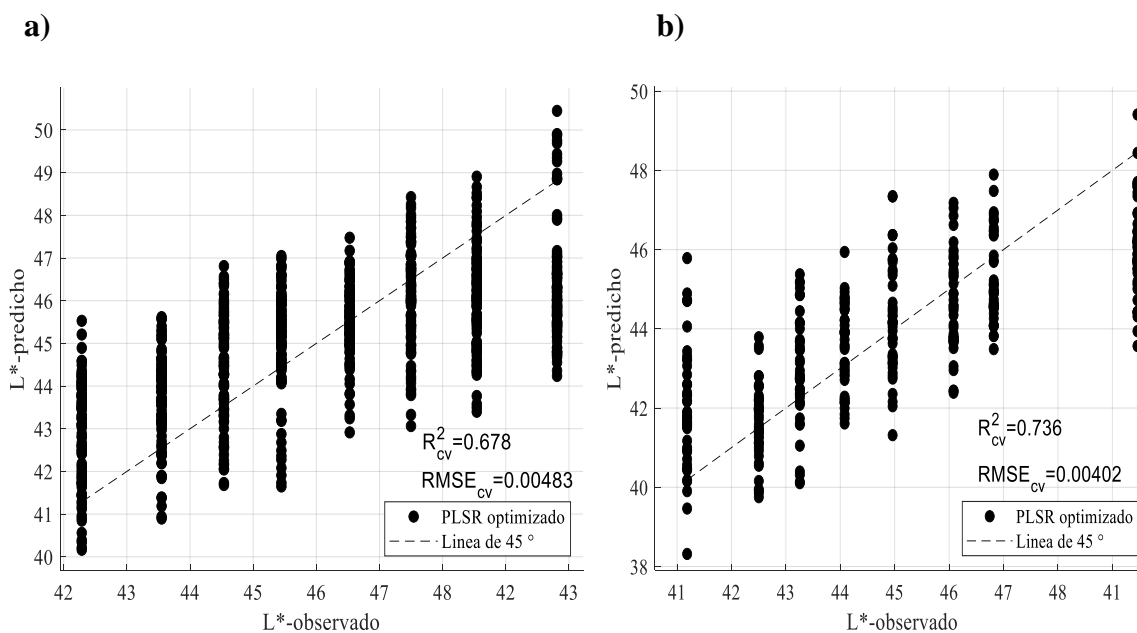 a)
50
49
48
47
46
45
44
43
42
41
40
L*-predicho
R²cv=0.678
RMSEcv=0.00483
PLSR optimizado
Linea de 45 °
42 43 44 45 46 47 48 43
L*-observado
b)
50
48
46
44
42
40
38
L*-predicho
R²cv=0.736
RMSEcv=0.00402
PLSR optimizado
Linea de 45 °
41 42 43 44 45 46 47 47 41
L*-observado